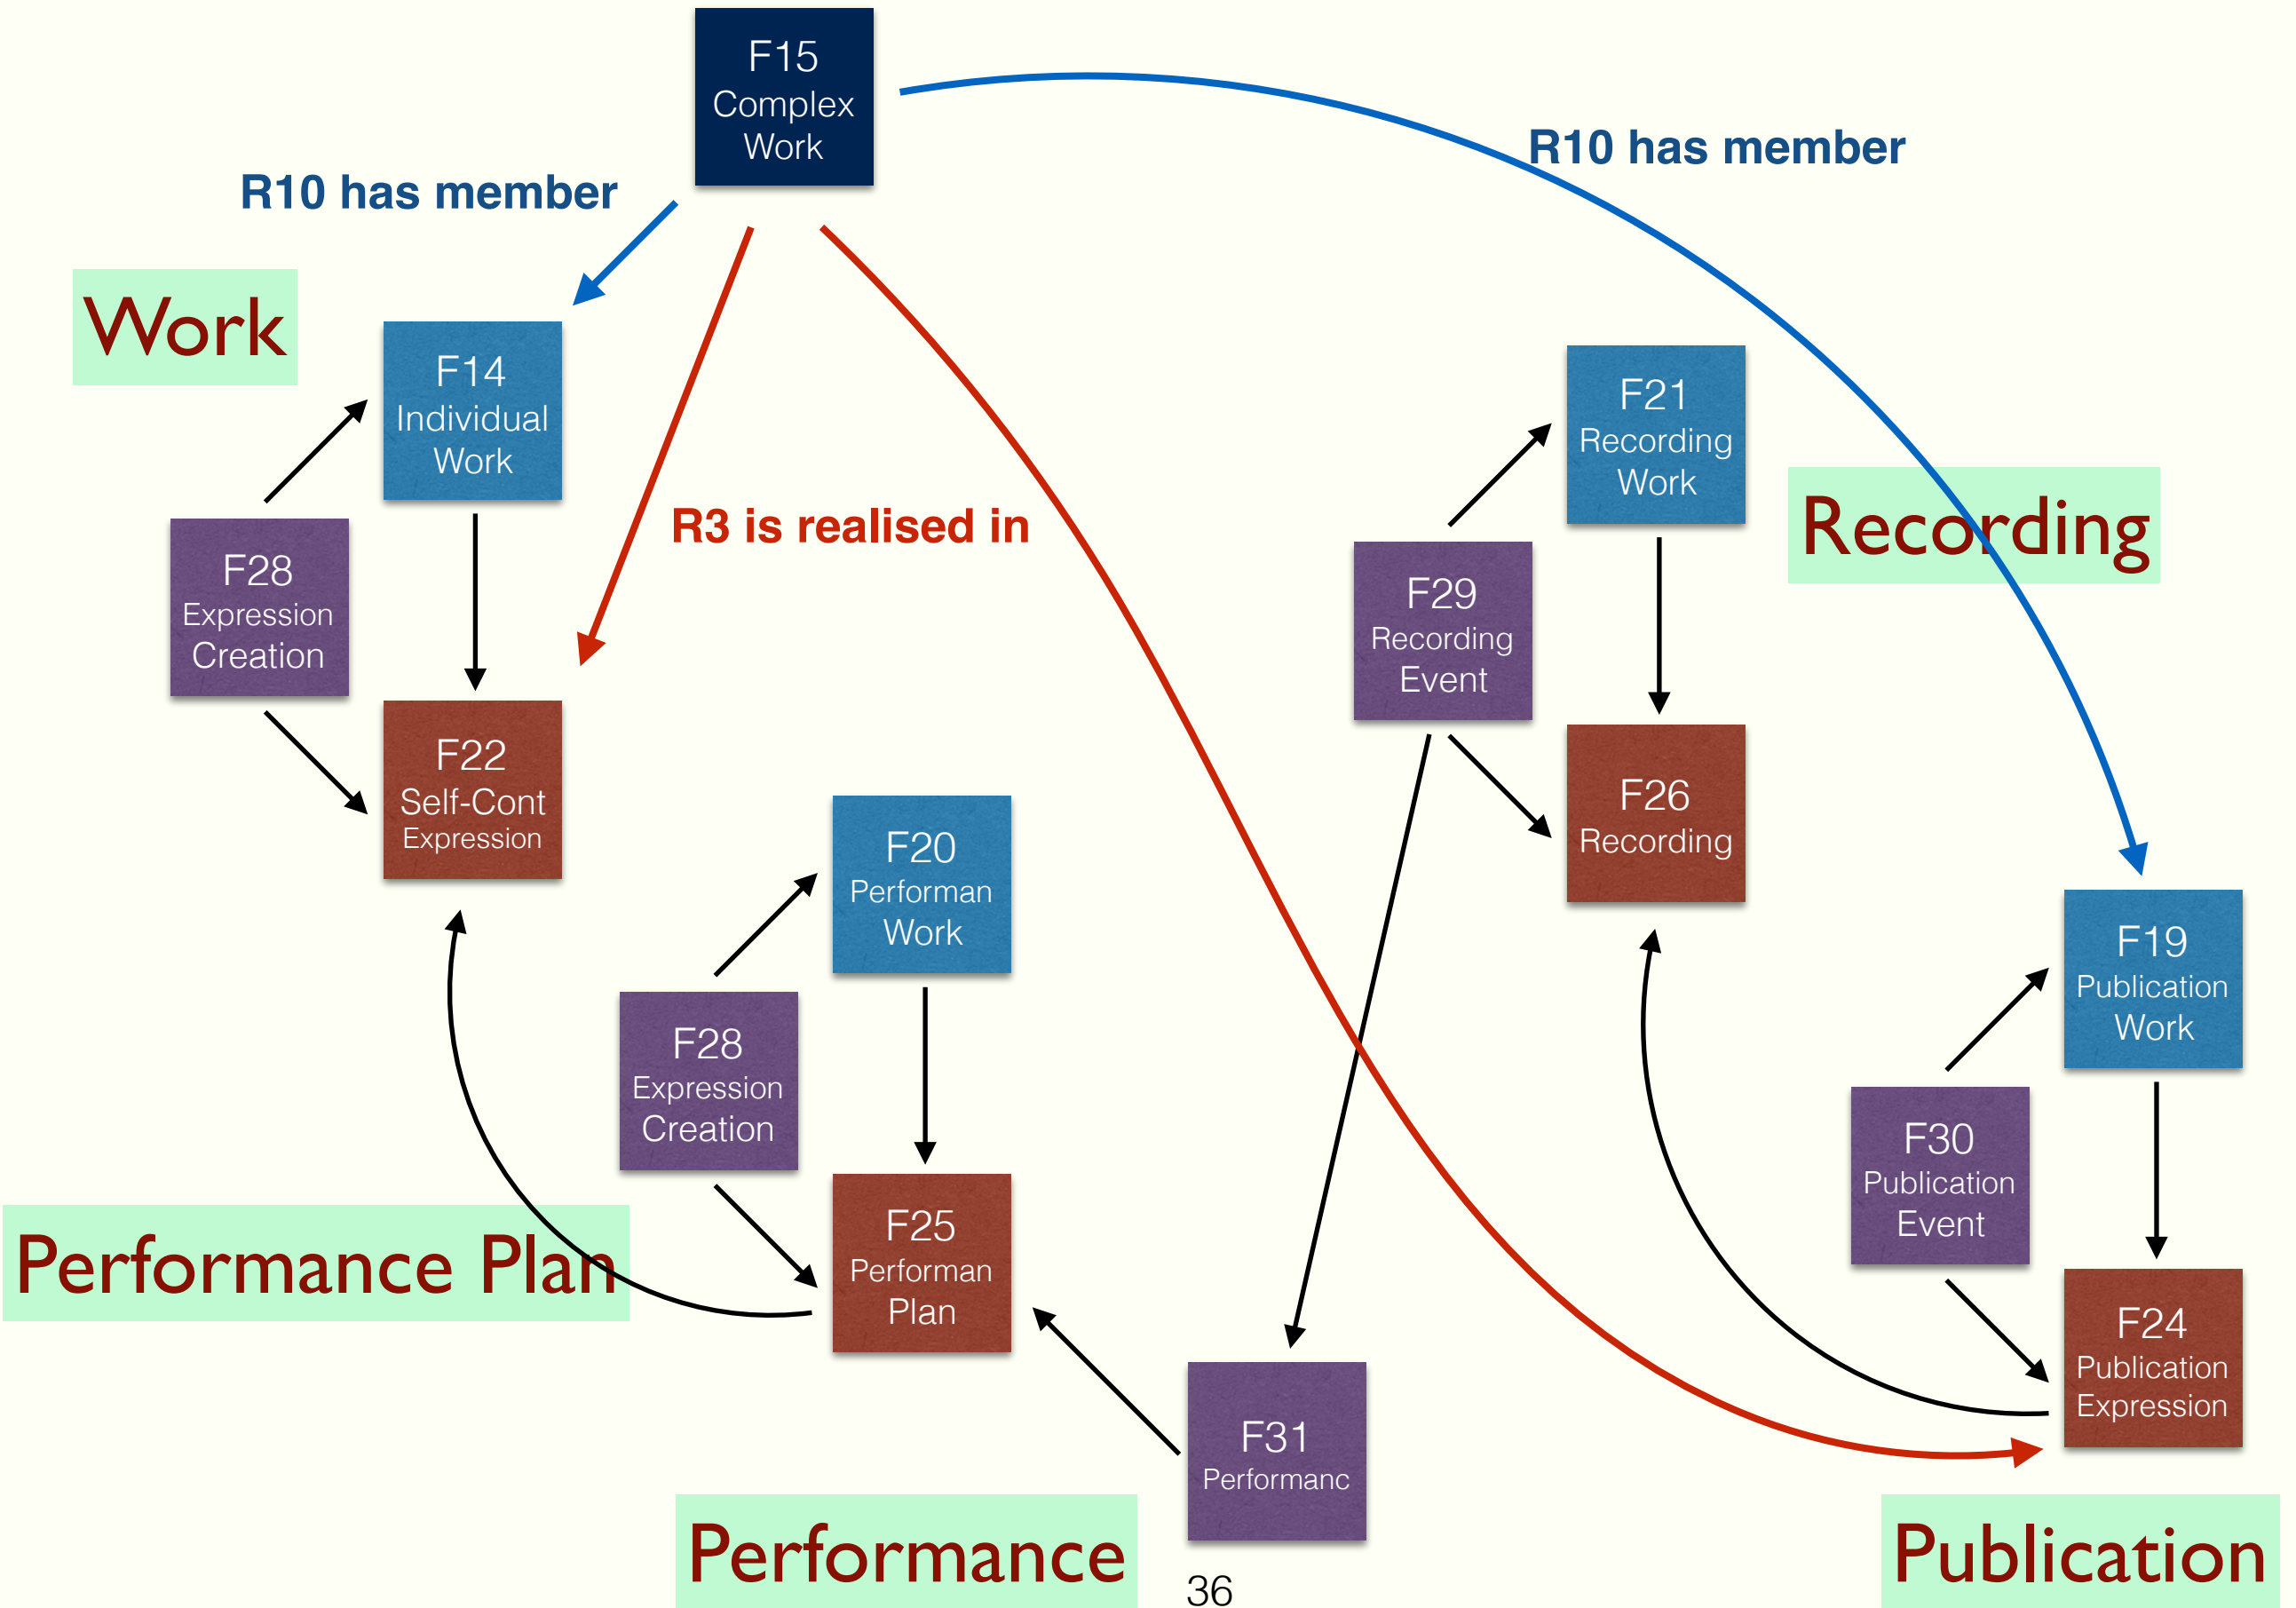 F15
Complex
Work
R10 has member
R10 has member
Work
F14
Individual
Work
F28
Expression
Creation
F22
Self-Cont
Expression
R3 is realised in
F21
Recording
Work
Recording
F29
Recording
Event
F26
Recording
F20
Performan
Work
F28
Expression
Creation
F25
Performan
Plan
Performance Plan
F19
Publication
Work
F30
Publication
Event
F24
Publication
Expression
F31
Performanc
Performance
Publication
36